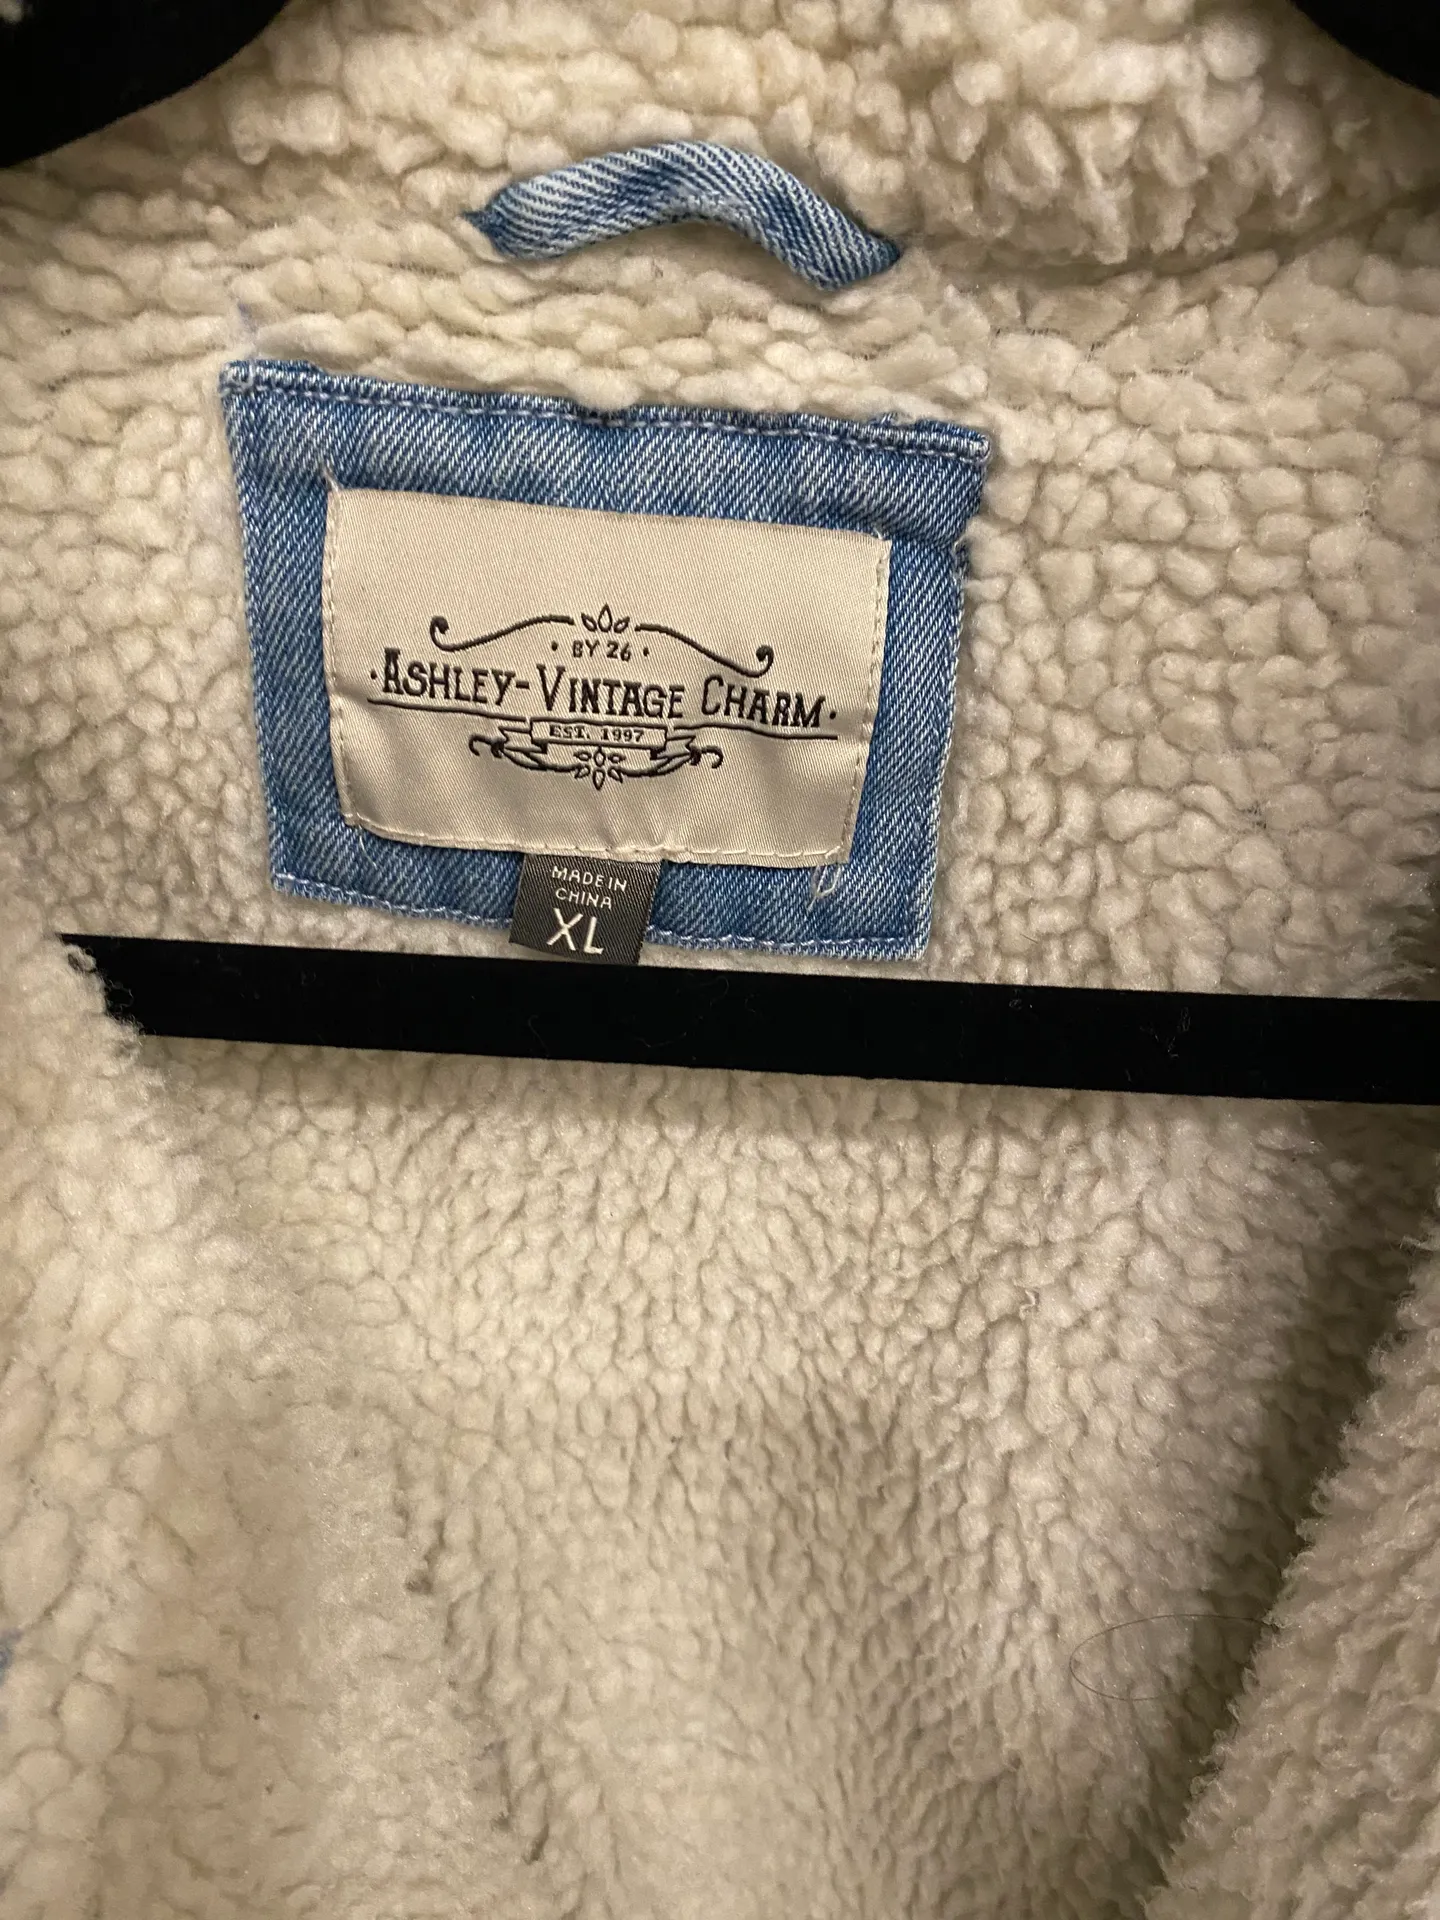 · BY 26 ·
·ASHLEY-VINTAGE CHARM·
EST. 1997
MADE IN
CHINA
XL